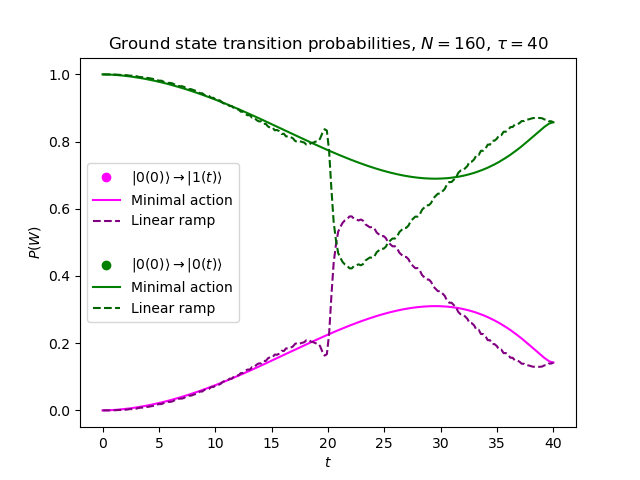 Ground state transition probabilities, $N = 160$, $\tau = 40$
1.0
0.8
0.6
0.4
0.2
0.0
P(W)
|0(0)⟩→|1(t)⟩
Minimal action
Linear ramp
|0(0)⟩→|0(t)⟩
Minimal action
Linear ramp
0 5 10 15 20 25 30 35 40
t